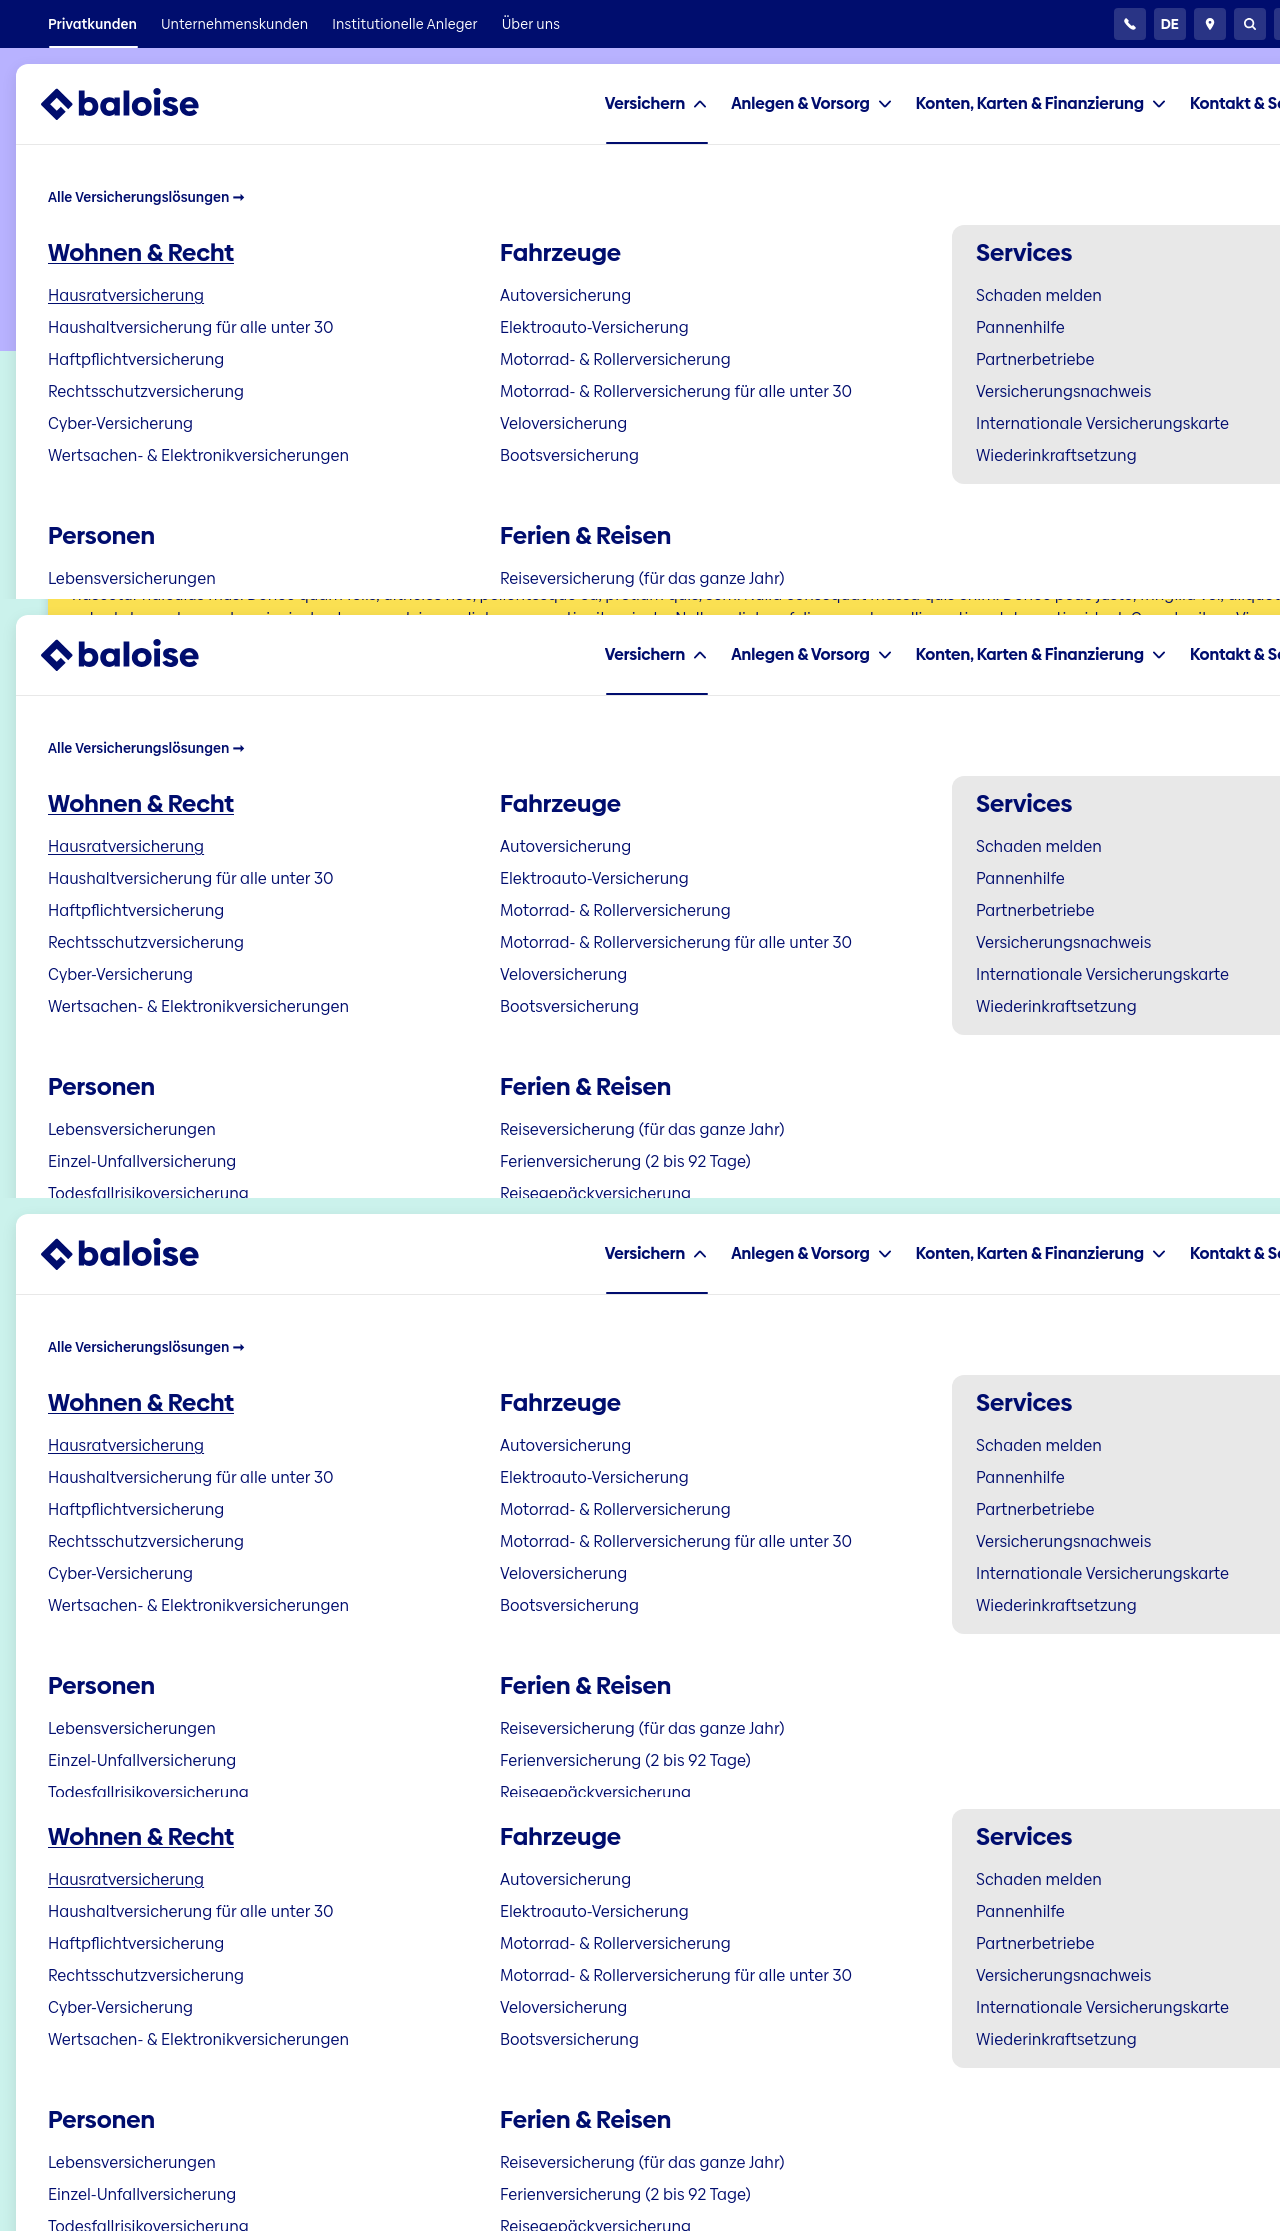 Privatkunden Unternehmenskunden Institutionelle Anleger Über uns DE
baloise Versichern Anlegen & Vorsorg Konten, Karten & Finanzierung Kontakt &
Alle Versicherungslösungen →
Wohnen & Recht Fahrzeuge Services
Hausratversicherung Autoversicherung Schaden melden
Haushaltversicherung für alle unter 30 Elektroauto-Versicherung Pannenhilfe
Haftpflichtversicherung Motorrad- & Rollerversicherung Partnerbetriebe
Rechtsschutzversicherung Motorrad- & Rollerversicherung für alle unter 30 Versicherungsnachweis
Cyber-Versicherung Veloversicherung Internationale Versicherungskarte
Wertsachen- & Elektronikversicherungen Bootsversicherung Wiederinkraftsetzung
Personen Ferien & Reisen
Lebensversicherungen Reiseversicherung (für das ganze Jahr)
baloise Versichern Anlegen & Vorsorg Konten, Karten & Finanzierung Kontakt &
Alle Versicherungslösungen →
Wohnen & Recht Fahrzeuge Services
Hausratversicherung Autoversicherung Schaden melden
Haushaltversicherung für alle unter 30 Elektroauto-Versicherung Pannenhilfe
Haftpflichtversicherung Motorrad- & Rollerversicherung Partnerbetriebe
Rechtsschutzversicherung Motorrad- & Rollerversicherung für alle unter 30 Versicherungsnachweis
Cyber-Versicherung Veloversicherung Internationale Versicherungskarte
Wertsachen- & Elektronikversicherungen Bootsversicherung Wiederinkraftsetzung
Personen Ferien & Reisen
Lebensversicherungen Reiseversicherung (für das ganze Jahr)
Einzel-Unfallversicherung Ferienversicherung (2 bis 92 Tage)
Todesfallrisikoversicherung Reisegepäckversicherung
baloise Versichern Anlegen & Vorsorg Konten, Karten & Finanzierung Kontakt &
Alle Versicherungslösungen →
Wohnen & Recht Fahrzeuge Services
Hausratversicherung Autoversicherung Schaden melden
Haushaltversicherung für alle unter 30 Elektroauto-Versicherung Pannenhilfe
Haftpflichtversicherung Motorrad- & Rollerversicherung Partnerbetriebe
Rechtsschutzversicherung Motorrad- & Rollerversicherung für alle unter 30 Versicherungsnachweis
Cyber-Versicherung Veloversicherung Internationale Versicherungskarte
Wertsachen- & Elektronikversicherungen Bootsversicherung Wiederinkraftsetzung
Personen Ferien & Reisen
Lebensversicherungen Reiseversicherung (für das ganze Jahr)
Einzel-Unfallversicherung Ferienversicherung (2 bis 92 Tage)
Todesfallrisikoversicherung Reisegepäckversicherung
Wohnen & Recht Fahrzeuge Services
Hausratversicherung Autoversicherung Schaden melden
Haushaltversicherung für alle unter 30 Elektroauto-Versicherung Pannenhilfe
Haftpflichtversicherung Motorrad- & Rollerversicherung Partnerbetriebe
Rechtsschutzversicherung Motorrad- & Rollerversicherung für alle unter 30 Versicherungsnachweis
Cyber-Versicherung Veloversicherung Internationale Versicherungskarte
Wertsachen- & Elektronikversicherungen Bootsversicherung Wiederinkraftsetzung
Personen Ferien & Reisen
Lebensversicherungen Reiseversicherung (für das ganze Jahr)
Einzel-Unfallversicherung Ferienversicherung (2 bis 92 Tage)
Todesfallrisikoversicherung Reisegepäckversicherung